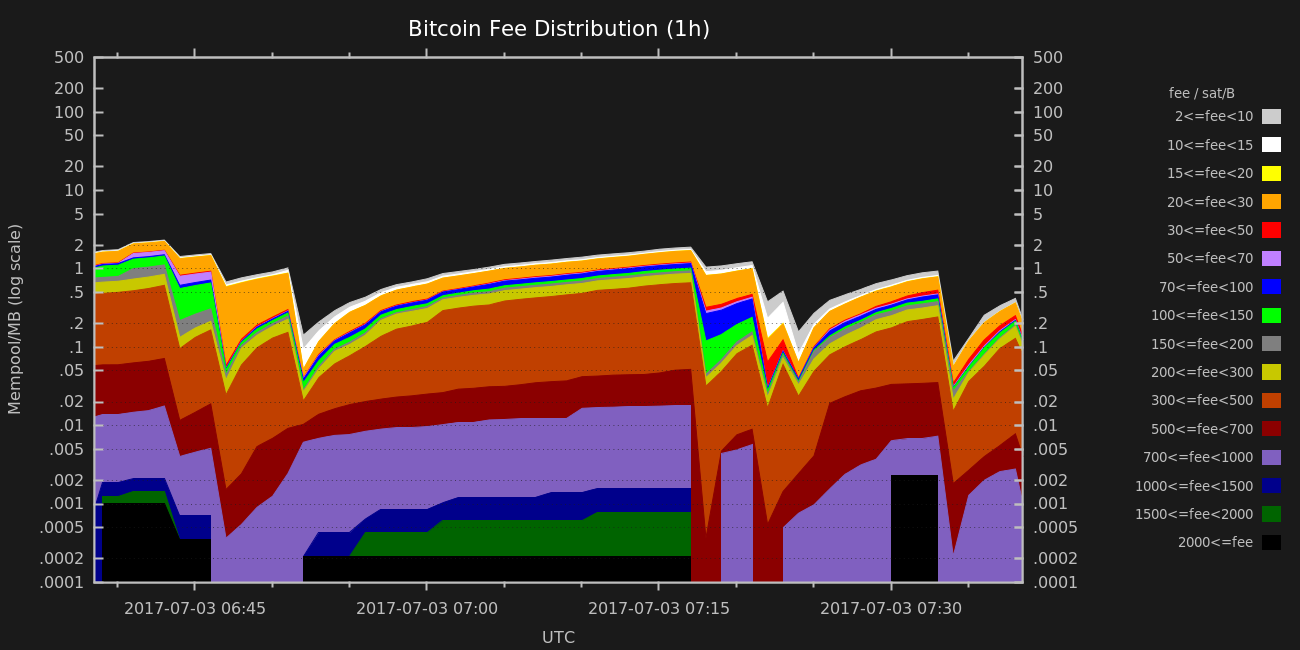 Bitcoin Fee Distribution (1h)
500 500
200 200
100 100
50 50
20 20
10 10
5 5
2 2
1 1
.5 .5
.2 .2
.1 .1
.05 .05
.02 .02
.01 .01
.005 .005
.002 .002
.001 .001
.0005 .0005
.0002 .0002
.0001 .0001
Mempool/MB (log scale)
2017-07-03 06:45 2017-07-03 07:00 2017-07-03 07:15 2017-07-03 07:30
UTC
fee / sat/B
2<=fee<10
10<=fee<15
15<=fee<20
20<=fee<30
30<=fee<50
50<=fee<70
70<=fee<100
100<=fee<150
150<=fee<200
200<=fee<300
300<=fee<500
500<=fee<700
700<=fee<1000
1000<=fee<1500
1500<=fee<2000
2000<=fee